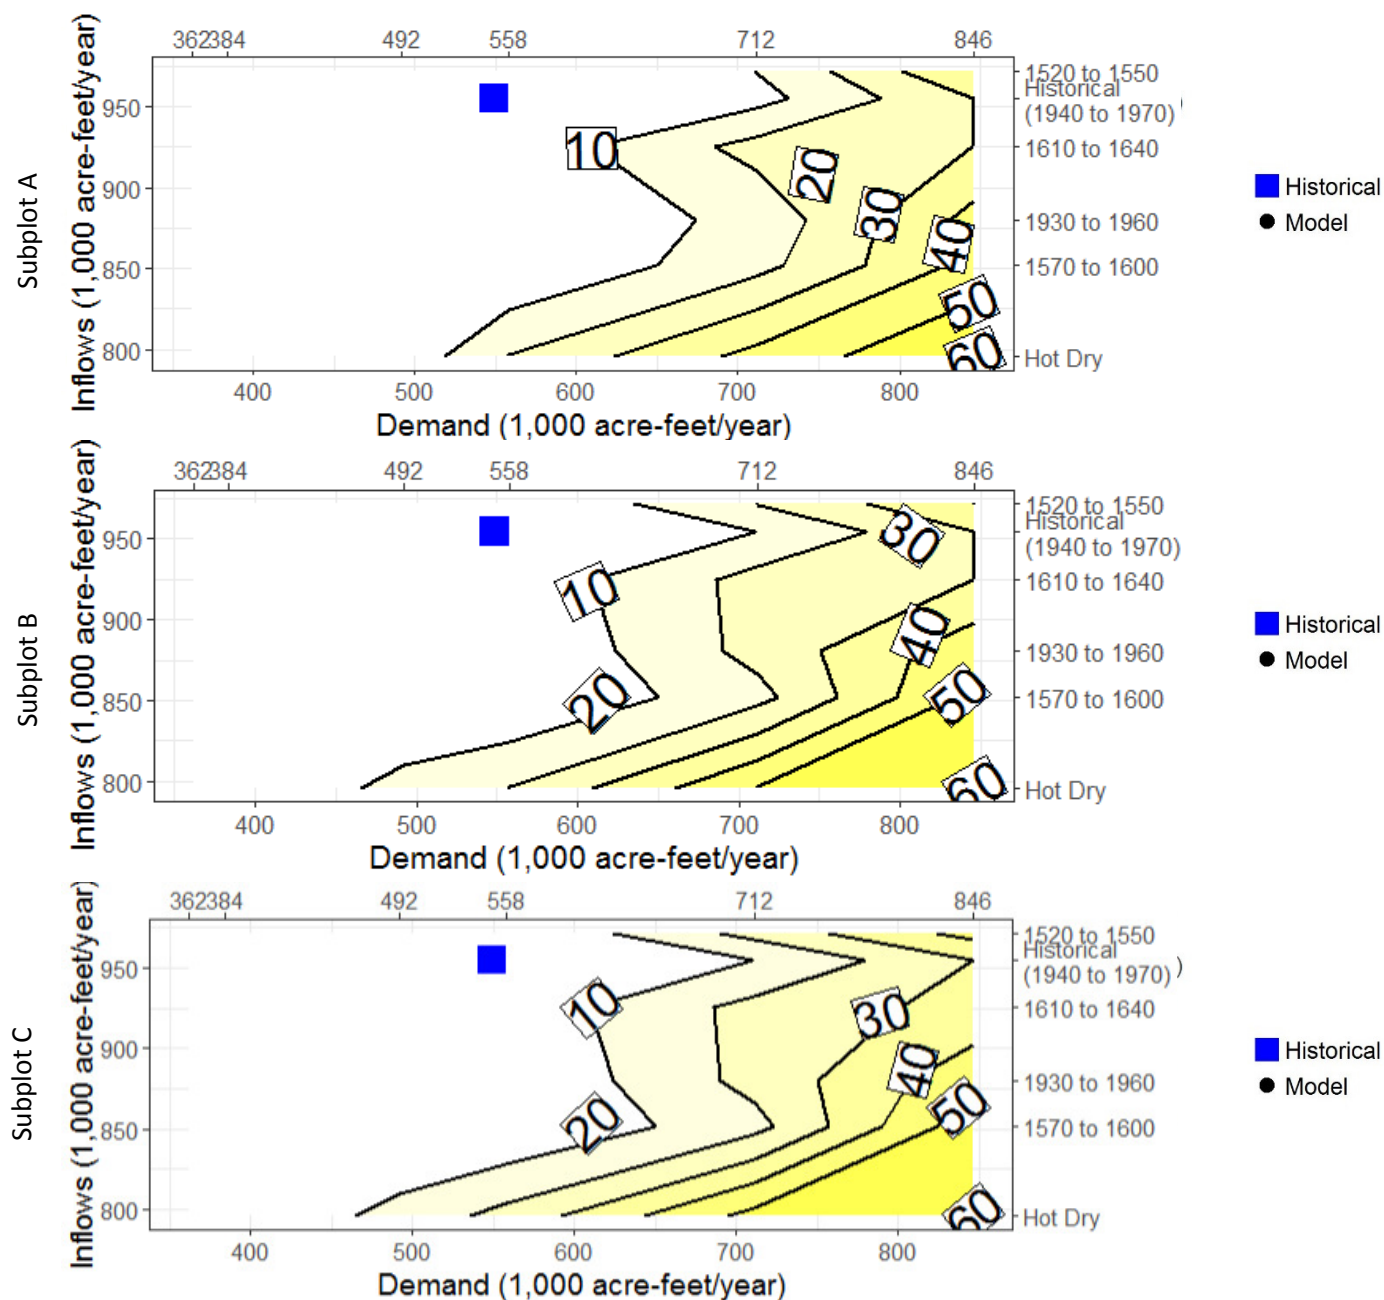 362384 492 558 712 846
Subplot A
Inflows (1,000 acre-feet/year)
950
900
850
800
10
20
30
40
50
60
1520 to 1550
Historical
(1940 to 1970)
1610 to 1640
1930 to 1960
1570 to 1600
Hot Dry
400 500 600 700 800
Demand (1,000 acre-feet/year)
Historical
Model
362384 492 558 712 846
Subplot B
Inflows (1,000 acre-feet/year)
950
900
850
800
10
20
30
40
50
60
1520 to 1550
Historical
(1940 to 1970)
1610 to 1640
1930 to 1960
1570 to 1600
Hot Dry
400 500 600 700 800
Demand (1,000 acre-feet/year)
Historical
Model
362384 492 558 712 846
Subplot C
Inflows (1,000 acre-feet/year)
950
900
850
800
10
20
30
40
50
60
1520 to 1550
Historical
(1940 to 1970) )
1610 to 1640
1930 to 1960
1570 to 1600
Hot Dry
400 500 600 700 800
Demand (1,000 acre-feet/year)
Historical
Model